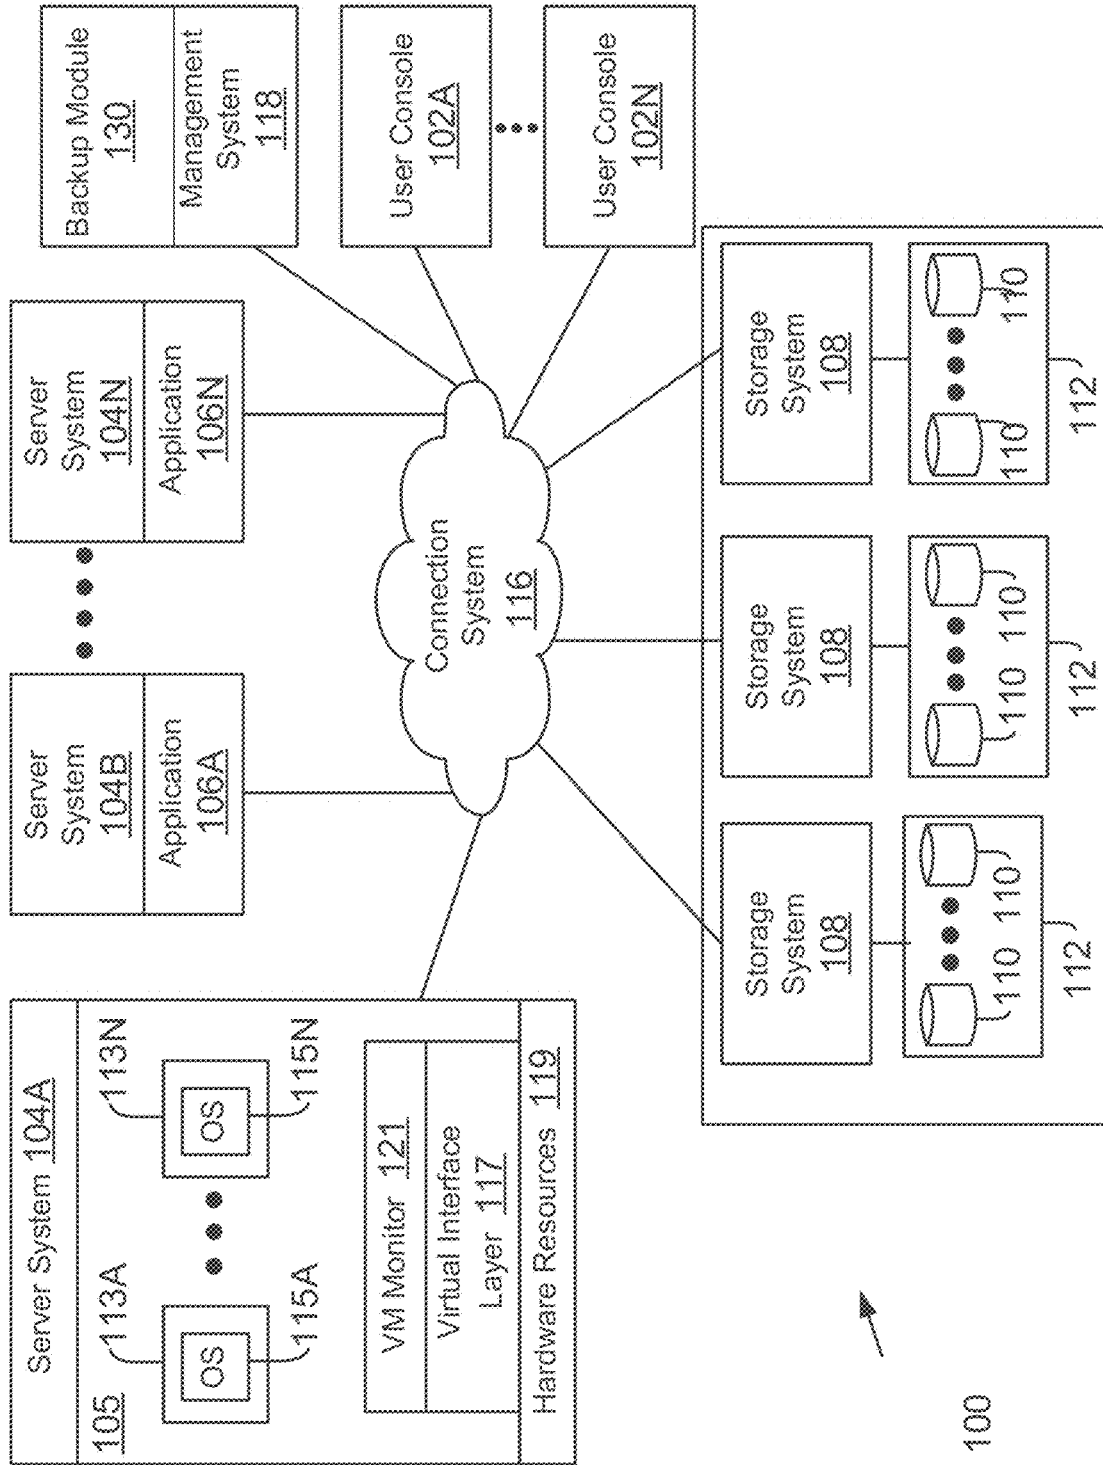 Server System 104A
105
113A
113N
OS
OS
115A
115N
VM Monitor 121
Virtual Interface
Layer 117
Hardware Resources 119
Server
System
104B
Application
106A
Server
System
104N
Application
106N
Backup Module
130
Management
System
118
User Console
102A
User Console
102N
Connection
System
116
Storage
System
108
110
110
112
Storage
System
108
110
110
112
Storage
System
108
110
110
112
100